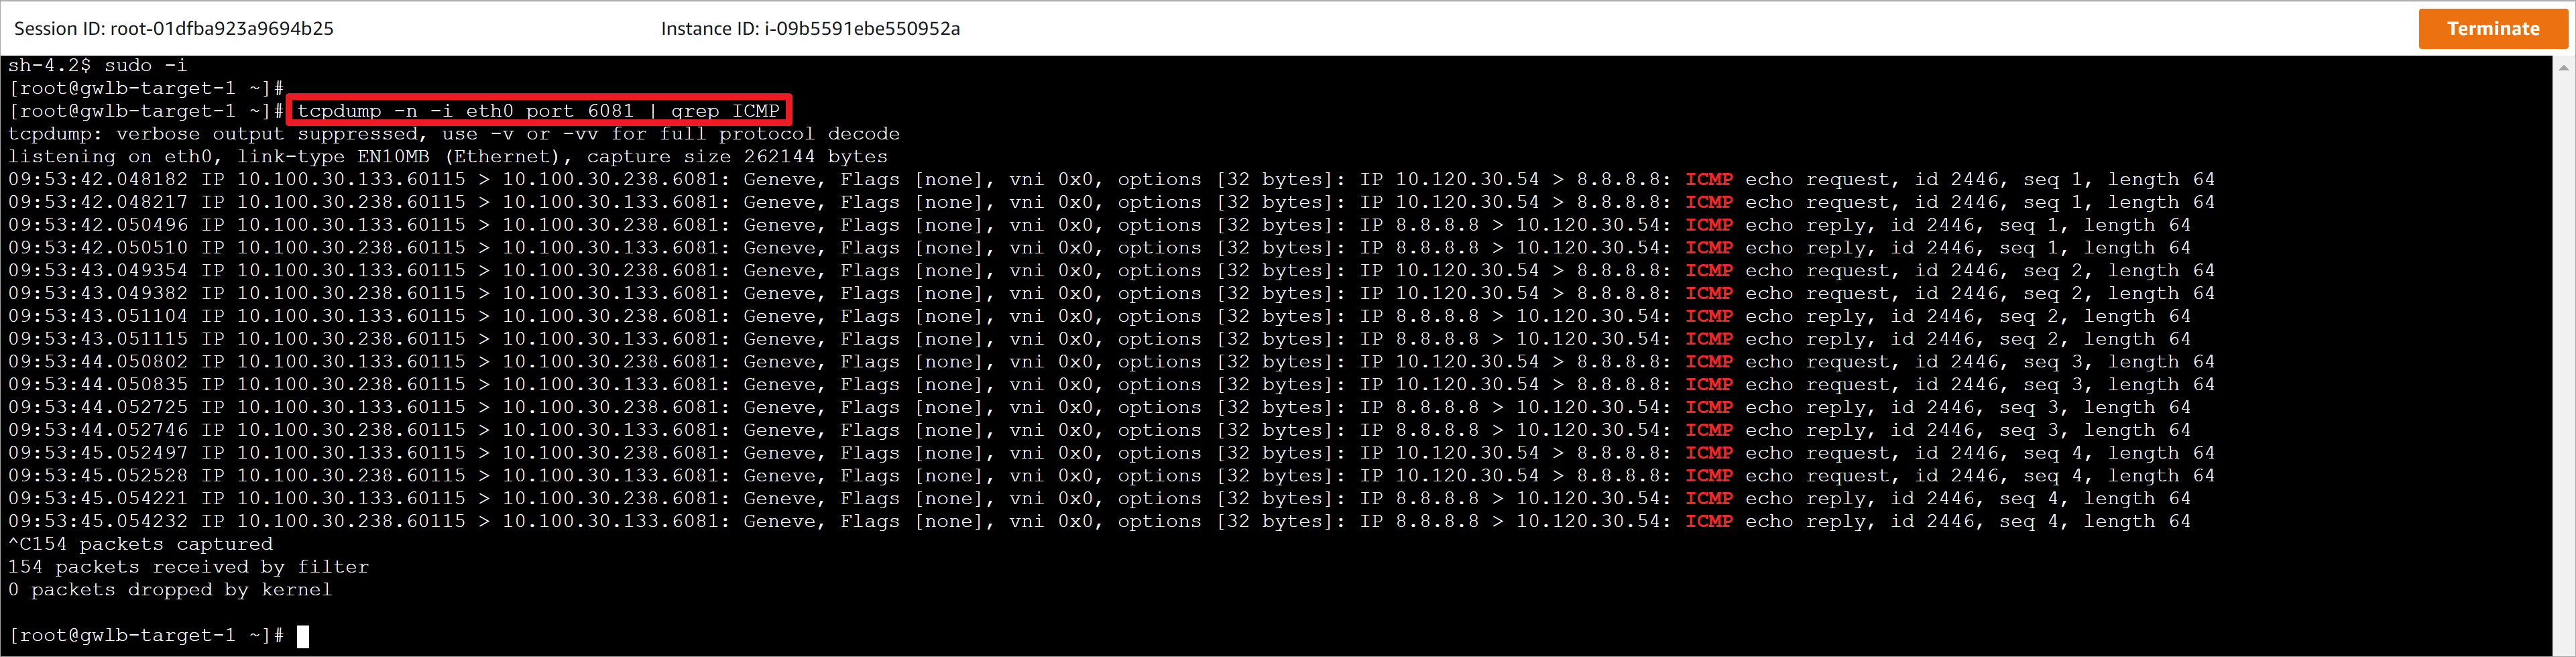 Session ID: root-01dfba923a9694b25 Instance ID: i-09b5591ebe550952a Terminate
sh-4.2$ sudo -i
[root@gwlb-target-1 ~]#
[root@gwlb-target-1 ~]# tcpdump -n -i eth0 port 6081 | grep ICMP
tcpdump: verbose output suppressed, use -v or -vv for full protocol decode
listening on eth0, link-type EN10MB (Ethernet), capture size 262144 bytes
09:53:42.048182 IP 10.100.30.133.60115 > 10.100.30.238.6081: Geneve, Flags [none], vni 0x0, options [32 bytes]: IP 10.120.30.54 > 8.8.8.8: ICMP echo request, id 2446, seq 1, length 64
09:53:42.048217 IP 10.100.30.238.60115 > 10.100.30.133.6081: Geneve, Flags [none], vni 0x0, options [32 bytes]: IP 10.120.30.54 > 8.8.8.8: ICMP echo request, id 2446, seq 1, length 64
09:53:42.050496 IP 10.100.30.133.60115 > 10.100.30.238.6081: Geneve, Flags [none], vni 0x0, options [32 bytes]: IP 8.8.8.8 > 10.120.30.54: ICMP echo reply, id 2446, seq 1, length 64
09:53:42.050510 IP 10.100.30.238.60115 > 10.100.30.133.6081: Geneve, Flags [none], vni 0x0, options [32 bytes]: IP 8.8.8.8 > 10.120.30.54: ICMP echo reply, id 2446, seq 1, length 64
09:53:43.049354 IP 10.100.30.133.60115 > 10.100.30.238.6081: Geneve, Flags [none], vni 0x0, options [32 bytes]: IP 10.120.30.54 > 8.8.8.8: ICMP echo request, id 2446, seq 2, length 64
09:53:43.049382 IP 10.100.30.238.60115 > 10.100.30.133.6081: Geneve, Flags [none], vni 0x0, options [32 bytes]: IP 10.120.30.54 > 8.8.8.8: ICMP echo request, id 2446, seq 2, length 64
09:53:43.051104 IP 10.100.30.133.60115 > 10.100.30.238.6081: Geneve, Flags [none], vni 0x0, options [32 bytes]: IP 8.8.8.8 > 10.120.30.54: ICMP echo reply, id 2446, seq 2, length 64
09:53:43.051115 IP 10.100.30.238.60115 > 10.100.30.133.6081: Geneve, Flags [none], vni 0x0, options [32 bytes]: IP 8.8.8.8 > 10.120.30.54: ICMP echo reply, id 2446, seq 2, length 64
09:53:44.050802 IP 10.100.30.133.60115 > 10.100.30.238.6081: Geneve, Flags [none], vni 0x0, options [32 bytes]: IP 10.120.30.54 > 8.8.8.8: ICMP echo request, id 2446, seq 3, length 64
09:53:44.050835 IP 10.100.30.238.60115 > 10.100.30.133.6081: Geneve, Flags [none], vni 0x0, options [32 bytes]: IP 10.120.30.54 > 8.8.8.8: ICMP echo request, id 2446, seq 3, length 64
09:53:44.052725 IP 10.100.30.133.60115 > 10.100.30.238.6081: Geneve, Flags [none], vni 0x0, options [32 bytes]: IP 8.8.8.8 > 10.120.30.54: ICMP echo reply, id 2446, seq 3, length 64
09:53:44.052746 IP 10.100.30.238.60115 > 10.100.30.133.6081: Geneve, Flags [none], vni 0x0, options [32 bytes]: IP 8.8.8.8 > 10.120.30.54: ICMP echo reply, id 2446, seq 3, length 64
09:53:45.052497 IP 10.100.30.133.60115 > 10.100.30.238.6081: Geneve, Flags [none], vni 0x0, options [32 bytes]: IP 10.120.30.54 > 8.8.8.8: ICMP echo request, id 2446, seq 4, length 64
09:53:45.052528 IP 10.100.30.238.60115 > 10.100.30.133.6081: Geneve, Flags [none], vni 0x0, options [32 bytes]: IP 10.120.30.54 > 8.8.8.8: ICMP echo request, id 2446, seq 4, length 64
09:53:45.054221 IP 10.100.30.133.60115 > 10.100.30.238.6081: Geneve, Flags [none], vni 0x0, options [32 bytes]: IP 8.8.8.8 > 10.120.30.54: ICMP echo reply, id 2446, seq 4, length 64
09:53:45.054232 IP 10.100.30.238.60115 > 10.100.30.133.6081: Geneve, Flags [none], vni 0x0, options [32 bytes]: IP 8.8.8.8 > 10.120.30.54: ICMP echo reply, id 2446, seq 4, length 64
^C154 packets captured
154 packets received by filter
0 packets dropped by kernel
[root@gwlb-target-1 ~]#